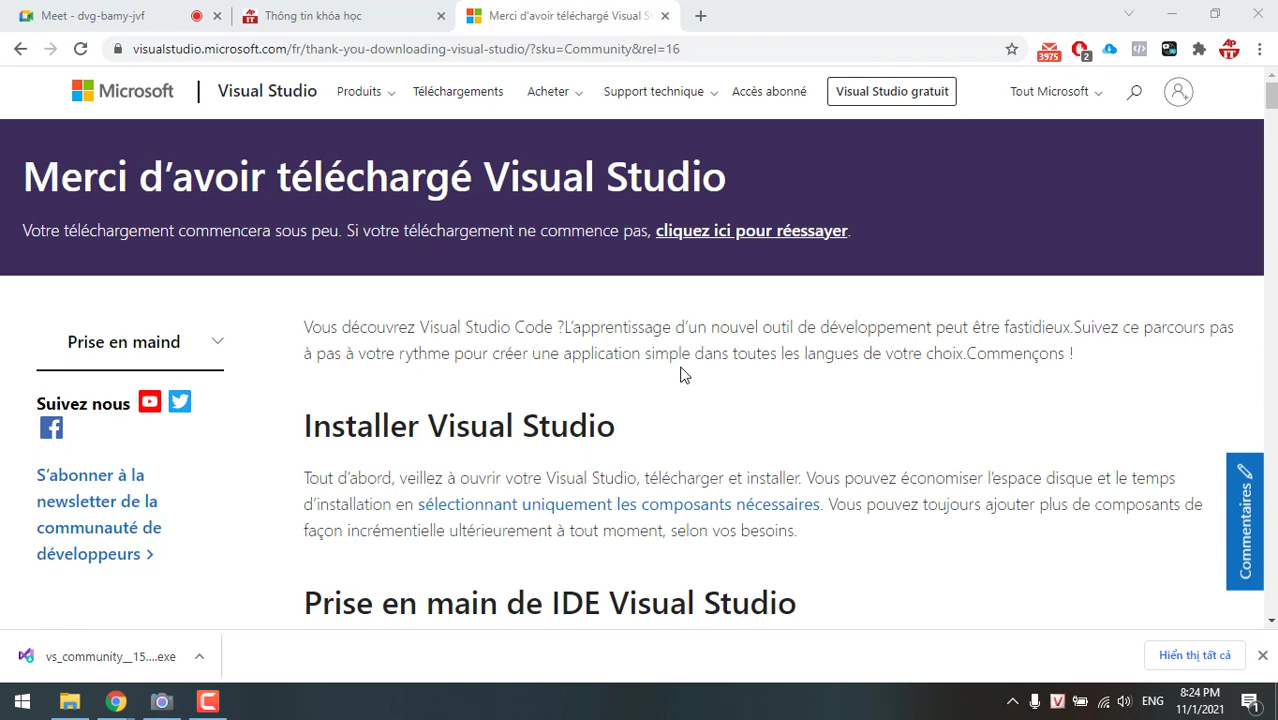 Meet - dvg-bamy-jvf
Thông tin khóa học
Merci d'avoir téléchargé Visual S
visualstudio.microsoft.com/fr/thank-you-downloading-visual-studio/?sku=Community&rel=16
3975
2
Microsoft
Visual Studio
Produits
Téléchargements
Acheter
Support technique
Accès abonné
Visual Studio gratuit
Tout Microsoft
Merci d'avoir téléchargé Visual Studio
Votre téléchargement commencera sous peu. Si votre téléchargement ne commence pas, cliquez ici pour réessayer.
Prise en maind
Vous découvrez Visual Studio Code ?L'apprentissage d'un nouvel outil de développement peut être fastidieux.Suivez ce parcours pas
à pas à votre rythme pour créer une application simple dans toutes les langues de votre choix.Commençons !
Suivez nous
S'abonner à la
newsletter de la
communauté de
développeurs >
Installer Visual Studio
Tout d'abord, veillez à ouvrir votre Visual Studio, télécharger et installer. Vous pouvez économiser l'espace disque et le temps
d'installation en sélectionnant uniquement les composants nécessaires. Vous pouvez toujours ajouter plus de composants de
façon incrémentielle ultérieurement à tout moment, selon vos besoins.
Commentaires
Prise en main de IDE Visual Studio
vs_community__15....exe
Hiển thị tất cả
V
ENG
8:24 PM
11/1/2021
1